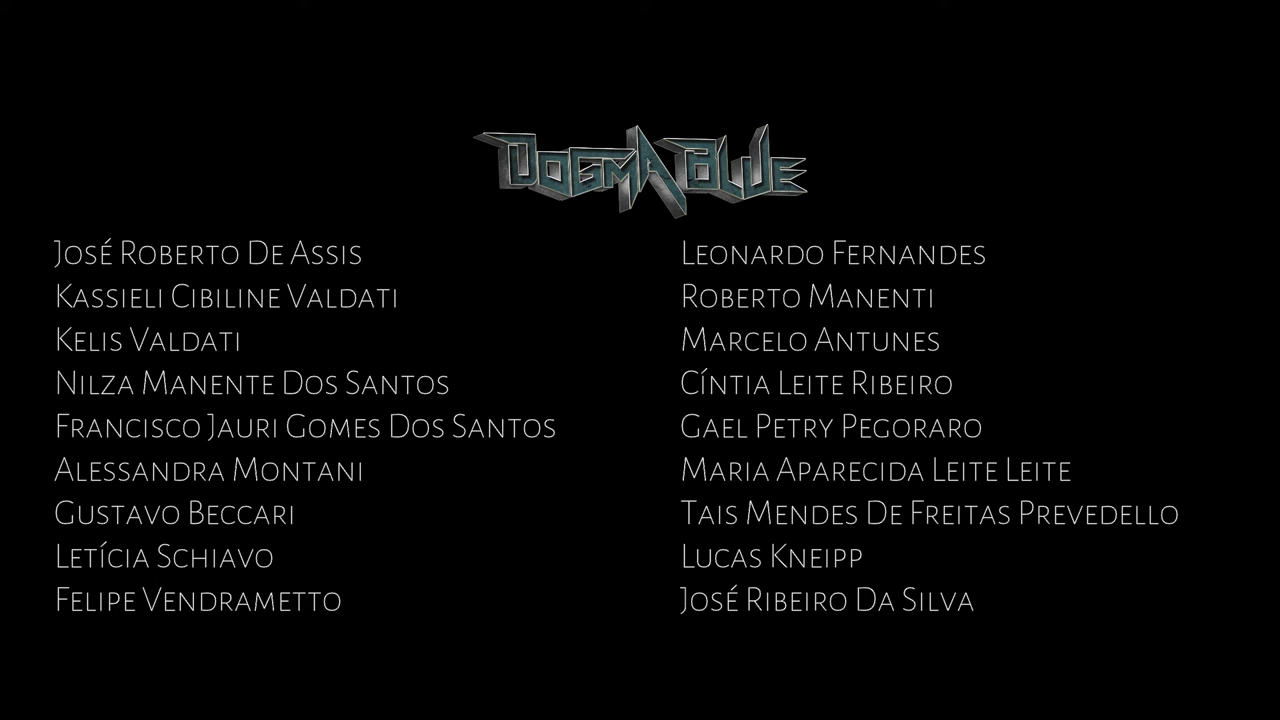 DOGMA BLUE
José Roberto De Assis
Kassieli Cibiline Valdati
Kelis Valdati
Nilza Manente Dos Santos
Francisco Jauri Gomes Dos Santos
Alessandra Montani
Gustavo Beccari
Letícia Schiavo
Felipe Vendrametto
Leonardo Fernandes
Roberto Manenti
Marcelo Antunes
Cíntia Leite Ribeiro
Gael Petry Pegoraro
Maria Aparecida Leite Leite
Tais Mendes De Freitas Prevedello
Lucas Kneipp
José Ribeiro Da Silva